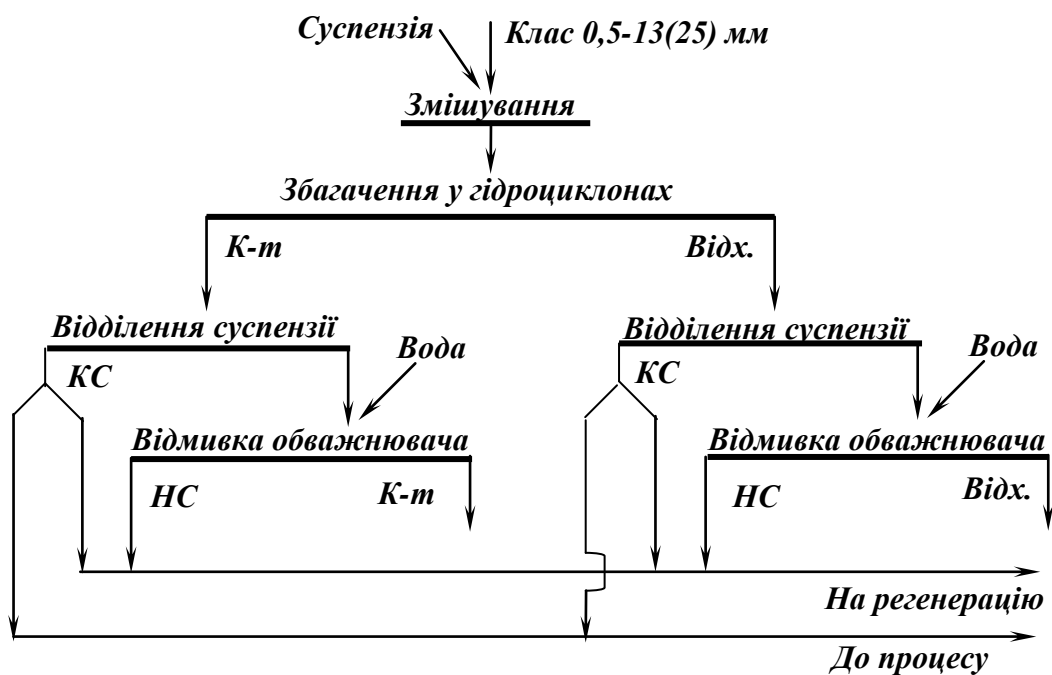 Суспензія
Клас 0,5-13(25) мм
Змішування
Збагачення у гідроциклонах
К-т
Відх.
Відділення суспензії
Відділення суспензії
Вода
Вода
КС
КС
Відмивка обважнювача
Відмивка обважнювача
НС
К-т
НС
Відх.
На регенерацію
До процесу